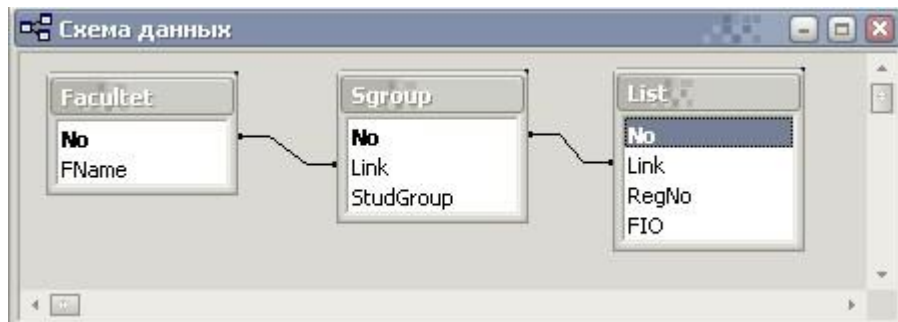 Схема данных
Facultet
No
FName
Sgroup
No
Link
StudGroup
List
No
Link
RegNo
FIO